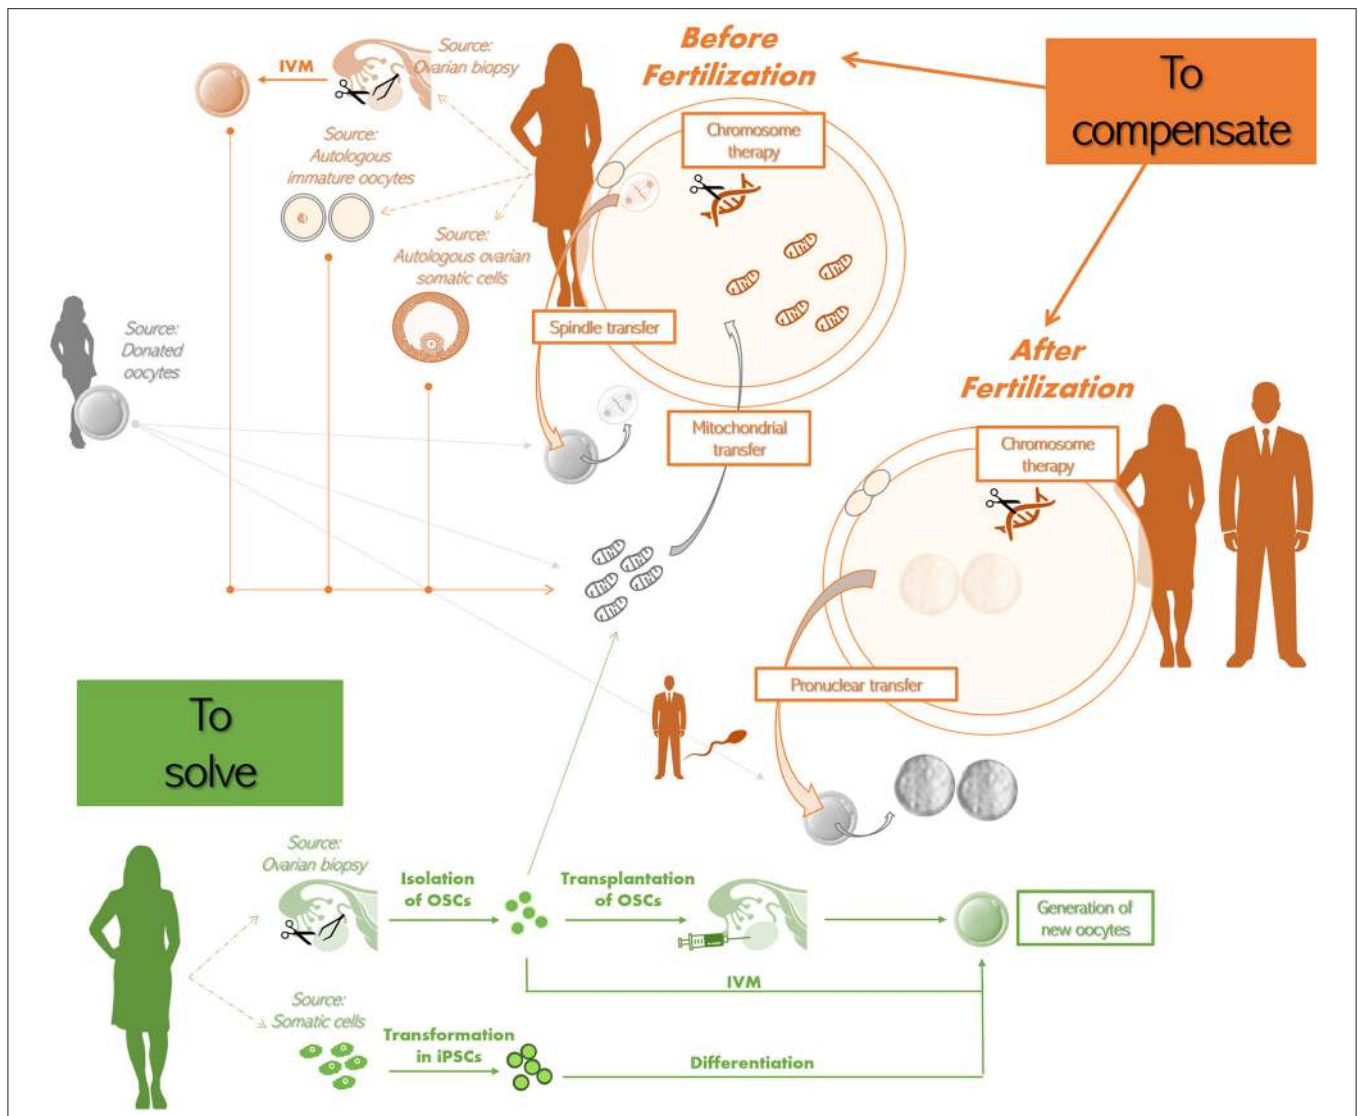 Before
Fertilization
To
compensate
Source:
Ovarian biopsy
IVM
Source:
Autologous
immature oocytes
Chromosome
therapy
Source:
Autologous ovarian
somatic cells
Source:
Donated
oocytes
Spindle transfer
After
Fertilization
Mitochondrial
transfer
Chromosome
therapy
Pronuclear transfer
To
solve
Source:
Ovarian biopsy
Isolation
of OSCs
Transplantation
of OSCs
Generation of
new oocytes
IVM
Source:
Somatic cells
Transformation
in iPSCs
Differentiation